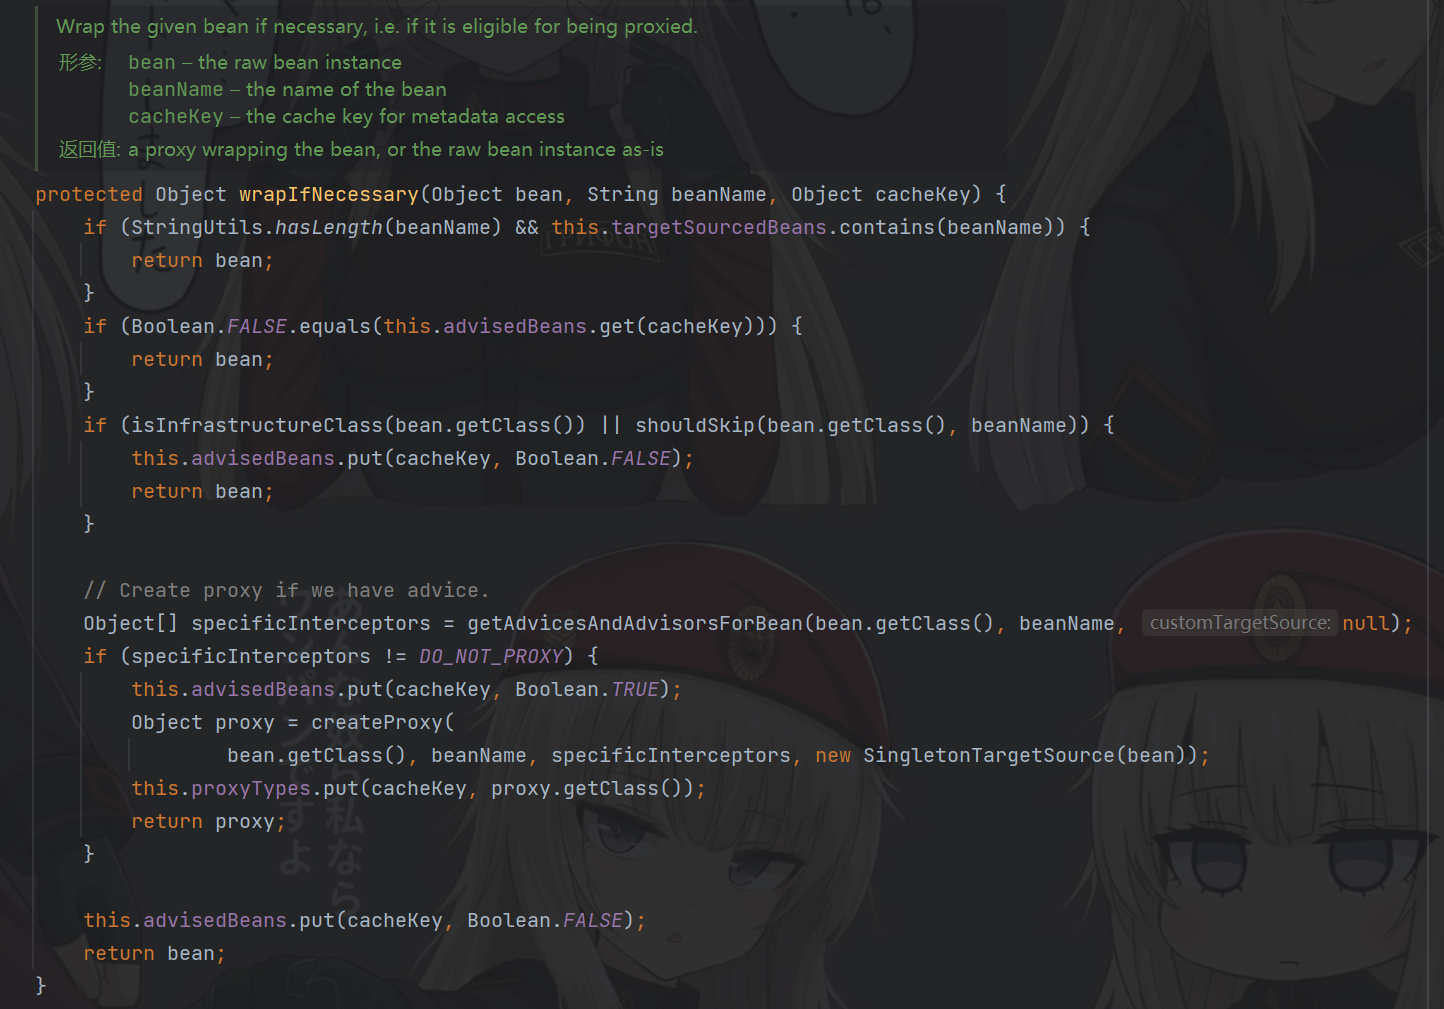 Wrap the given bean if necessary, i.e. if it is eligible for being proxied.
形参: bean – the raw bean instance
beanName – the name of the bean
cacheKey – the cache key for metadata access
返回值: a proxy wrapping the bean, or the raw bean instance as-is
protected Object wrapIfNecessary(Object bean, String beanName, Object cacheKey) {
    if (StringUtils.hasLength(beanName) && this.targetSourcedBeans.contains(beanName)) {
        return bean;
    }
    if (Boolean.FALSE.equals(this.advisedBeans.get(cacheKey))) {
        return bean;
    }
    if (isInfrastructureClass(bean.getClass()) || shouldSkip(bean.getClass(), beanName)) {
        this.advisedBeans.put(cacheKey, Boolean.FALSE);
        return bean;
    }
    // Create proxy if we have advice.
    Object[] specificInterceptors = getAdvicesAndAdvisorsForBean(bean.getClass(), beanName, customTargetSource: null);
    if (specificInterceptors != DO_NOT_PROXY) {
        this.advisedBeans.put(cacheKey, Boolean.TRUE);
        Object proxy = createProxy(
                bean.getClass(), beanName, specificInterceptors, new SingletonTargetSource(bean));
        this.proxyTypes.put(cacheKey, proxy.getClass());
        return proxy;
    }
    this.advisedBeans.put(cacheKey, Boolean.FALSE);
    return bean;
}